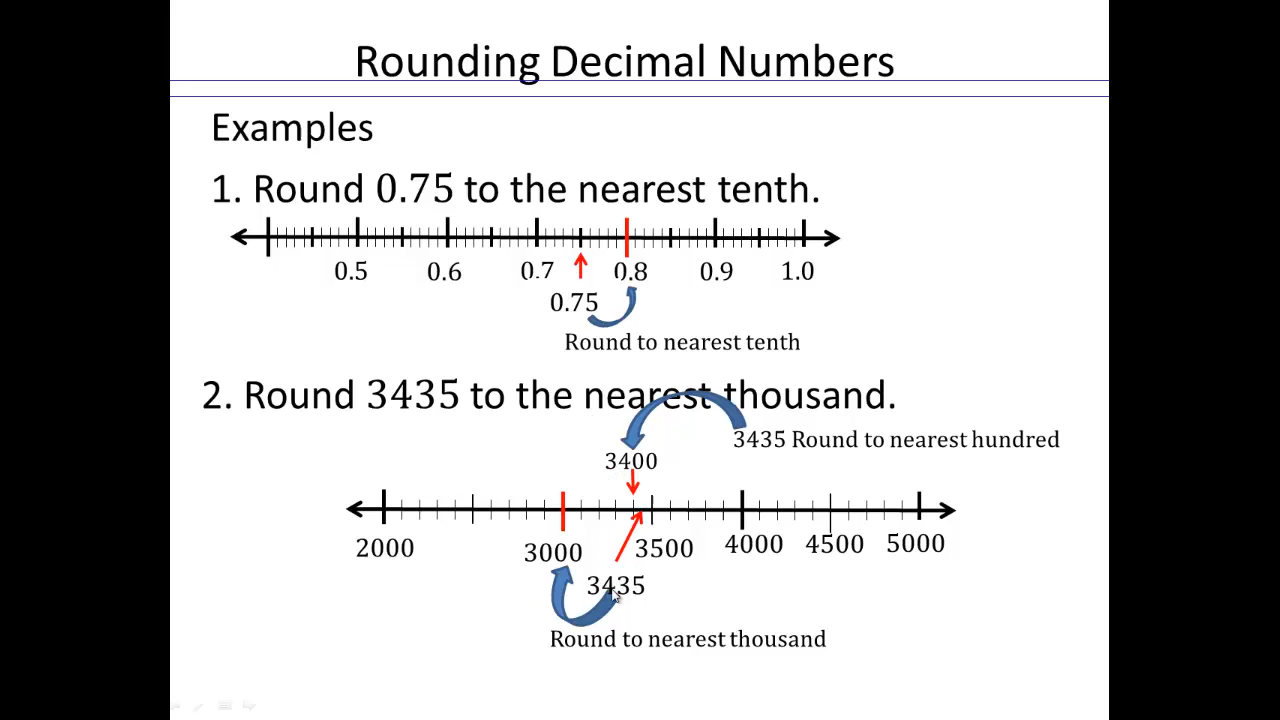 Rounding Decimal Numbers
Examples
1. Round 0.75 to the nearest tenth.
0.5 0.6 0.7 0.8 0.9 1.0
0.75
Round to nearest tenth
2. Round 3435 to the nearest thousand.
3435 Round to nearest hundred
3400
2000 3000 3500 4000 4500 5000
3435
Round to nearest thousand